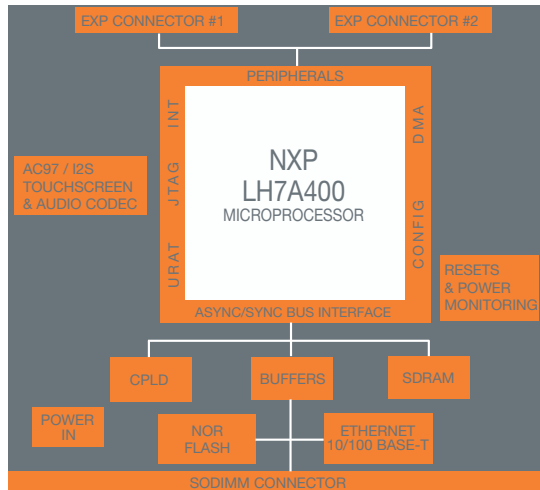 EXP CONNECTOR #1
EXP CONNECTOR #2
PERIPHERALS
INT
JTAG
URAT
DMA
CONFIG
NXP
LH7A400
MICROPROCESSOR
ASYNC/SYNC BUS INTERFACE
AC97 / I2S
TOUCHSCREEN
& AUDIO CODEC
RESETS
& POWER
MONITORING
CPLD
BUFFERS
SDRAM
POWER
IN
NOR
FLASH
ETHERNET
10/100 BASE-T
SODIMM CONNECTOR